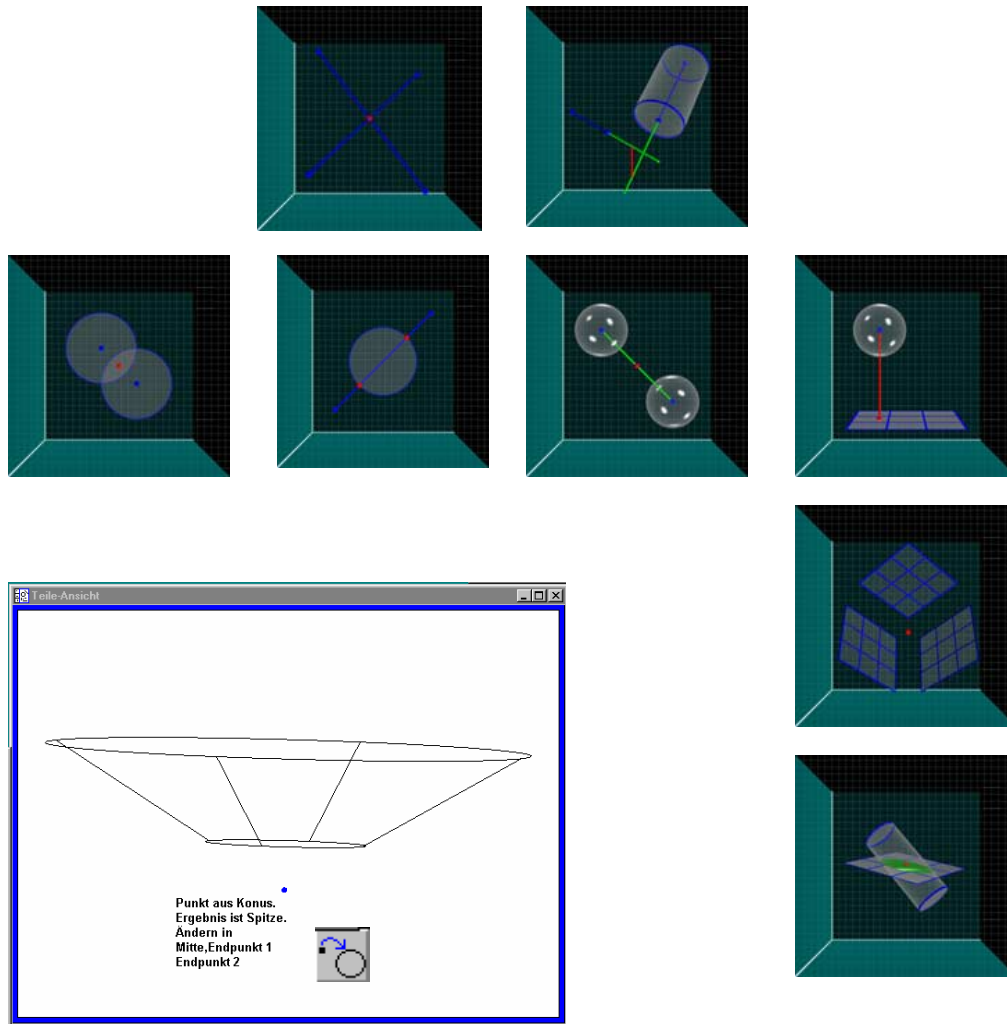 Teile-Ansicht
Punkt aus Konus.
Ergebnis ist Spitze.
Ändern in
Mitte,Endpunkt 1
Endpunkt 2